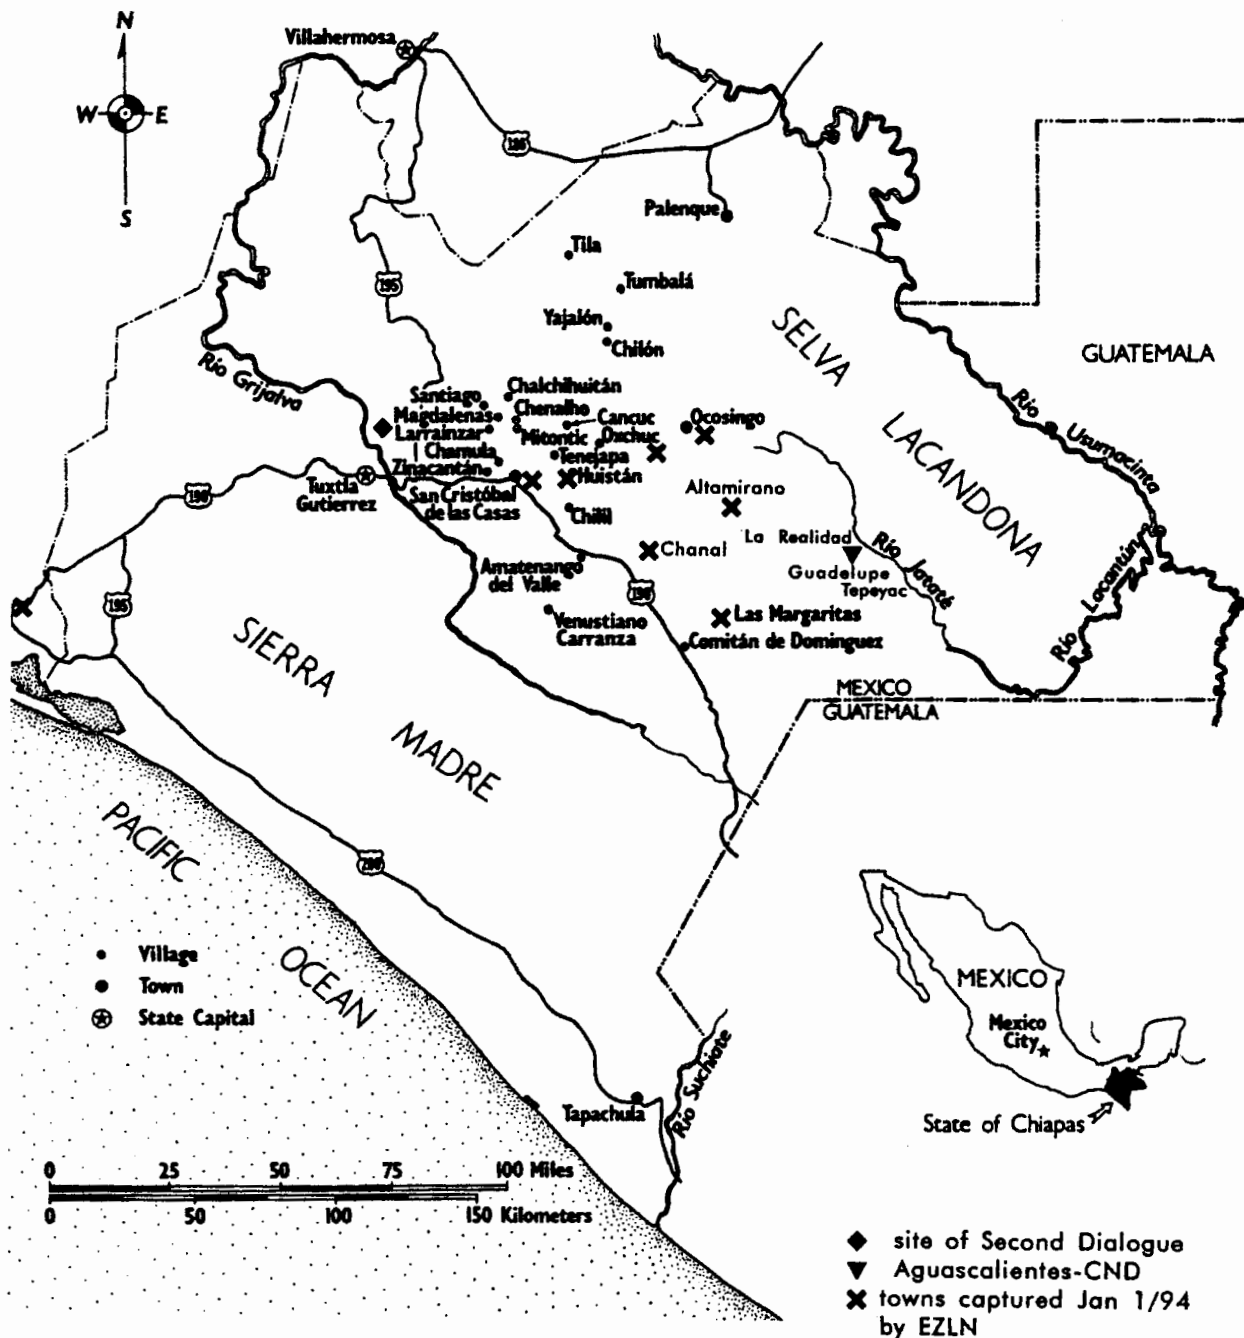 N
W
E
S
Villahermosa
186
Palenque
Tila
Tumbalá
195
Yajalón
Chilón
SELVA
LACANDONA
GUATEMALA
Río Grijalva
Río Usumacinta
Santiago
Chalchihuitán
Magdalenas
Chenalho
Cancuc
Ocosingo
Larrainzar
Mitontic
Oxchuc
Chamula
Tenejapa
Zinacantán
Huistán
190
Tuxtla
Gutierrez
San Cristóbal
de las Casas
Chilil
Altamirano
La Realidad
Chanal
Guadelupe
Tepeyac
Río Jataté
Río Lacantún
Amatenango
del Valle
190
195
Venustiano
Carranza
Las Margaritas
Comitán de Dominguez
SIERRA
MADRE
MEXICO
GUATEMALA
PACIFIC
OCEAN
200
Village
Town
State Capital
MEXICO
Mexico
City
State of Chiapas
Tapachula
Río Suchiate
0 25 50 75 100 Miles
0 50 100 150 Kilometers
site of Second Dialogue
Aguascalientes-CND
towns captured Jan 1/94
by EZLN